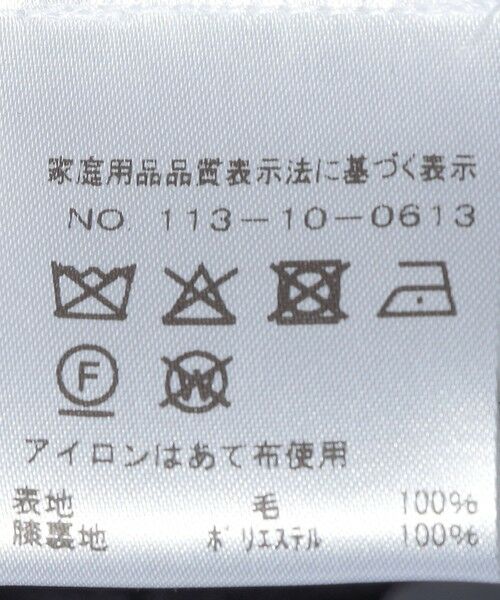 家庭用品品質表示法に基づく表示
NO. 113-10-0613
F W
アイロンはあて布使用
表地 毛 100%
膝裏地 ポリエステル 100%